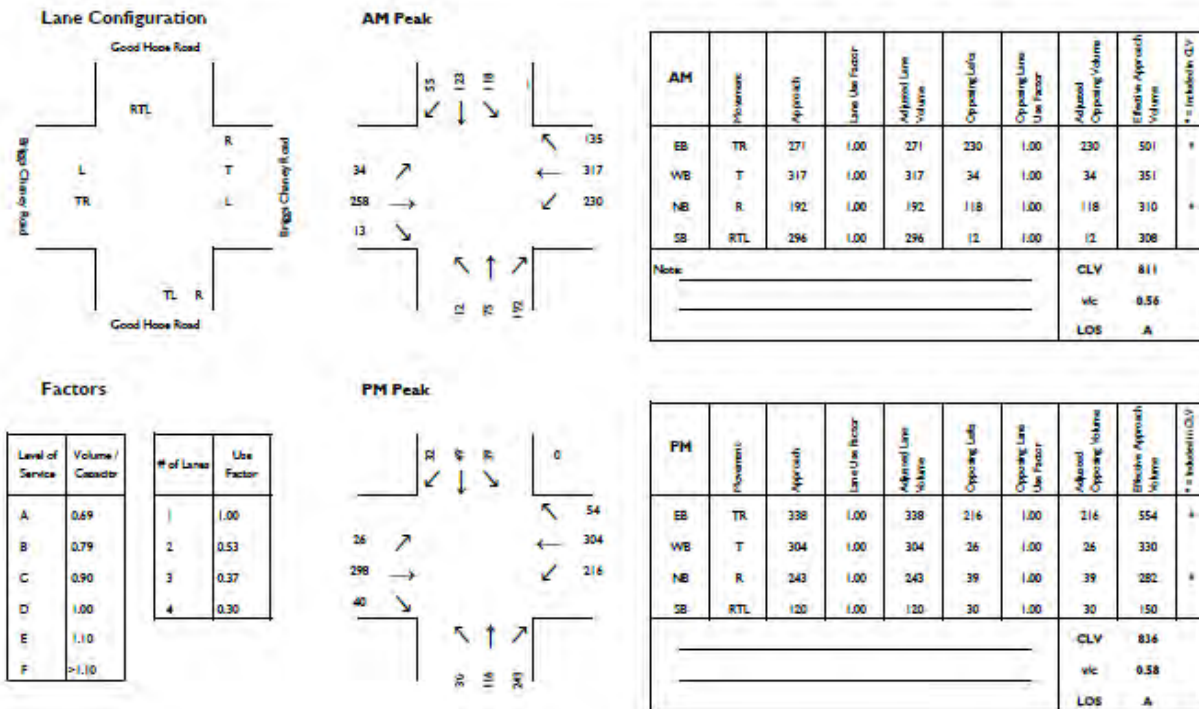 Lane Configuration
Good Hope Road
RTL
Briggs Chaney Road
L
TR
R
T
L
Briggs Chaney Road
TL R
Good Hope Road
AM Peak
55 123 118
34
258
13
135
317
230
12 75 192
AM Movement Approach Lane Use Factor Adjusted Lane Volume Opposing Lefts Opposing Lane Use Factor Adjusted Opposing Volume Effective Approach Volume * = Included in CLV
EB TR 271 1.00 271 230 1.00 230 501 *
WB T 317 1.00 317 34 1.00 34 351
NB R 192 1.00 192 118 1.00 118 310 *
SB RTL 296 1.00 296 12 1.00 12 308
Note:
CLV 811
v/c 0.56
LOS A
Factors
Level of Service Volume / Capacity
A 0.69
B 0.79
C 0.90
D 1.00
E 1.10
F >1.10
# of Lanes Use Factor
1 1.00
2 0.53
3 0.37
4 0.30
PM Peak
32 49 39 0
26
298
40
54
304
216
30 116 243
PM Movement Approach Lane Use Factor Adjusted Lane Volume Opposing Lefts Opposing Lane Use Factor Adjusted Opposing Volume Effective Approach Volume * = Included in CLV
EB TR 338 1.00 338 216 1.00 216 554 *
WB T 304 1.00 304 26 1.00 26 330
NB R 243 1.00 243 39 1.00 39 282 *
SB RTL 120 1.00 120 30 1.00 30 150
CLV 836
v/c 0.58
LOS A